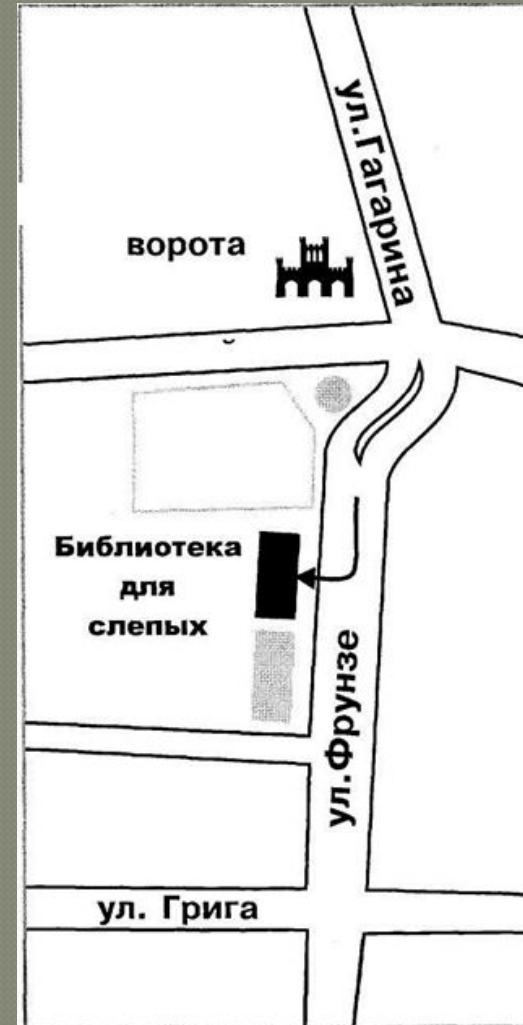 ул.Гагарина
ворота
Библиотека
для
слепых
ул.Фрунзе
ул. Грига